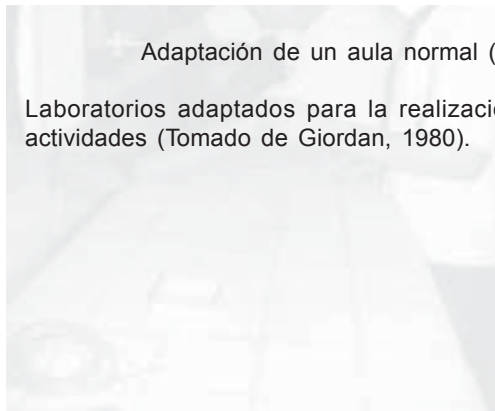 Adaptación de un aula normal (
Laboratorios adaptados para la realizació
actividades (Tomado de Giordan, 1980).